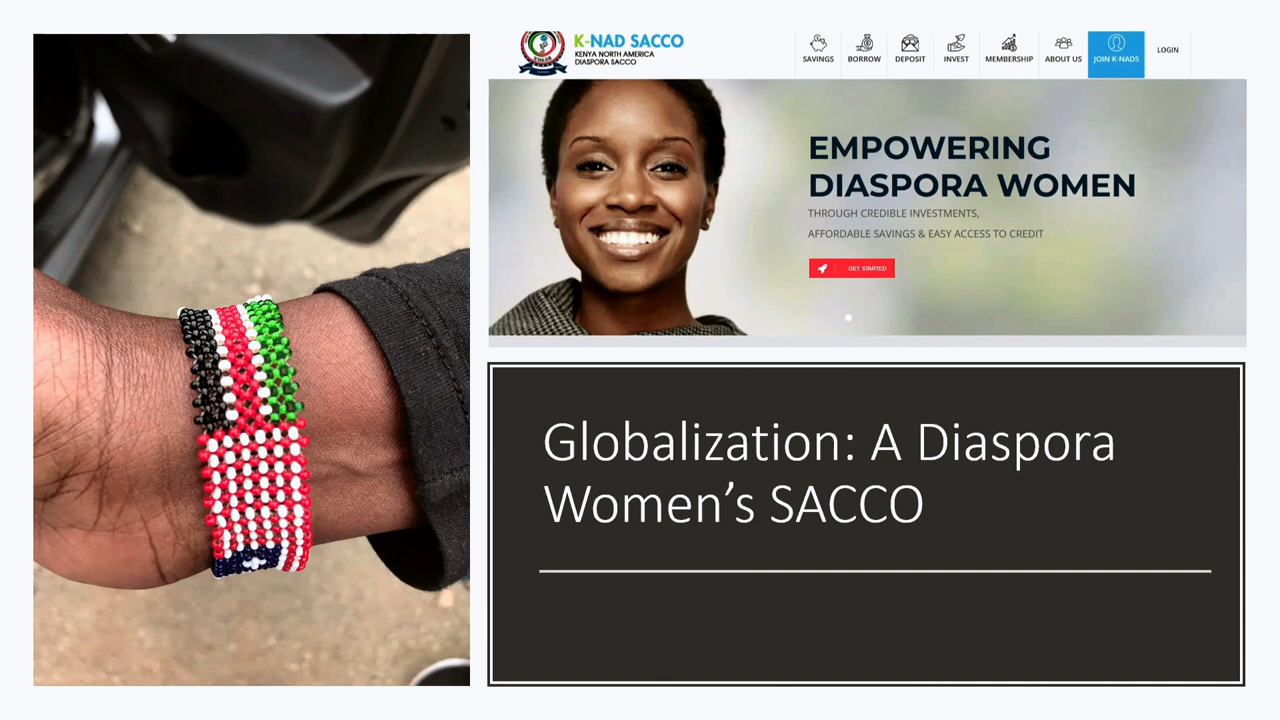 K-NAD SACCO
KENYA NORTH AMERICA
DIASPORA SACCO
SAVINGS
BORROW
DEPOSIT
INVEST
MEMBERSHIP
ABOUT US
JOIN K-NADS
LOGIN
EMPOWERING
DIASPORA WOMEN
THROUGH CREDIBLE INVESTMENTS,
AFFORDABLE SAVINGS & EASY ACCESS TO CREDIT
GET STARTED
Globalization: A Diaspora
Women’s SACCO